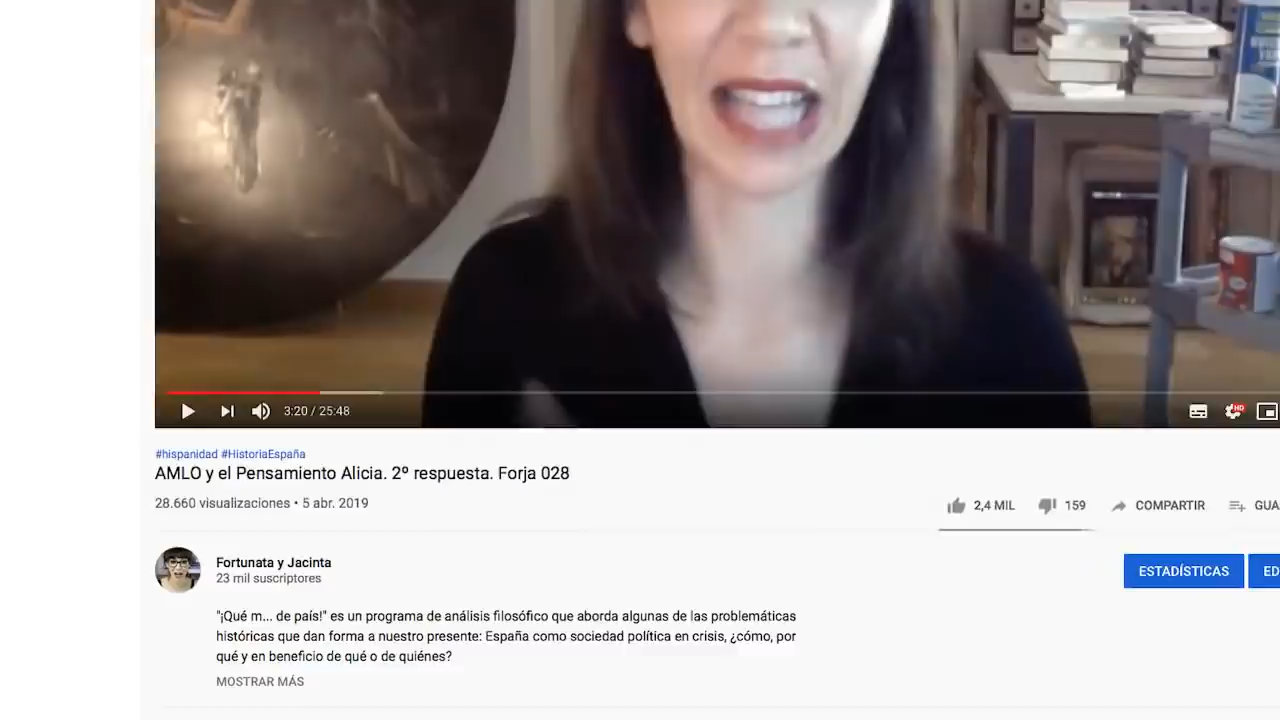 3:20 / 25:48
HD
#hispanidad #HistoriaEspaña
AMLO y el Pensamiento Alicia. 2º respuesta. Forja 028
28.660 visualizaciones • 5 abr. 2019
2,4 MIL
159
COMPARTIR
GUA
Fortunata y Jacinta
23 mil suscriptores
ESTADÍSTICAS
ED
"¡Qué m... de país!" es un programa de análisis filosófico que aborda algunas de las problemáticas
históricas que dan forma a nuestro presente: España como sociedad política en crisis, ¿cómo, por
qué y en beneficio de qué o de quiénes?
MOSTRAR MÁS